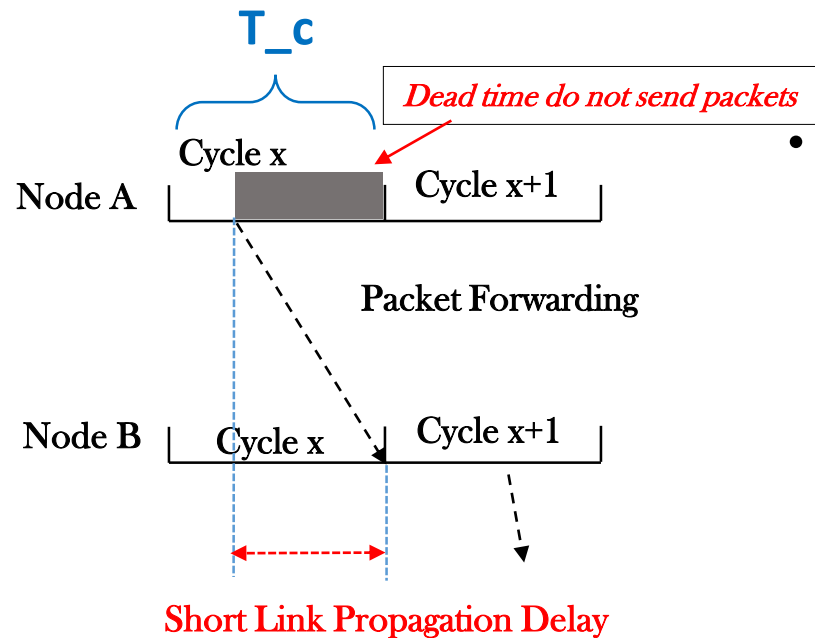 T_c
Dead time do not send packets
•
Cycle x
Node A
Cycle x+1
Packet Forwarding
Node B
Cycle x
Cycle x+1
Short Link Propagation Delay